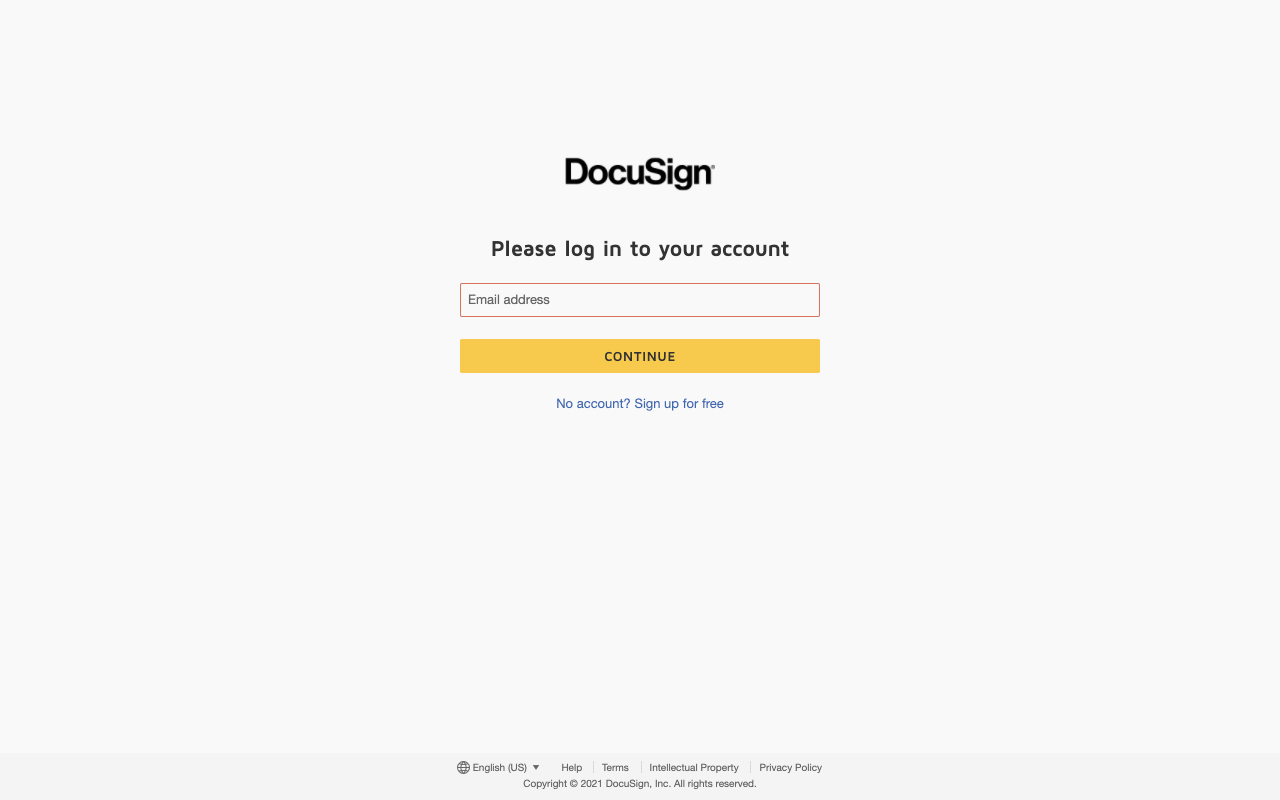 DocuSign®
Please log in to your account
Email address
CONTINUE
No account? Sign up for free
English (US) Help Terms Intellectual Property Privacy Policy
Copyright © 2021 DocuSign, Inc. All rights reserved.